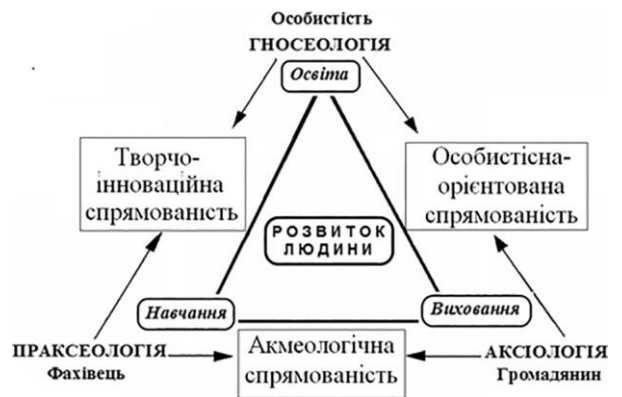 Особистість
ГНОСЕОЛОГІЯ
Освіта
Творчо-
інноваційна
спрямованість
Особистісна-
орієнтована
спрямованість
РОЗВИТОК
ЛЮДИНИ
Навчання
Виховання
ПРАКСЕОЛОГІЯ
Фахівець
Акмеологічна
спрямованість
АКСІОЛОГІЯ
Громадянин